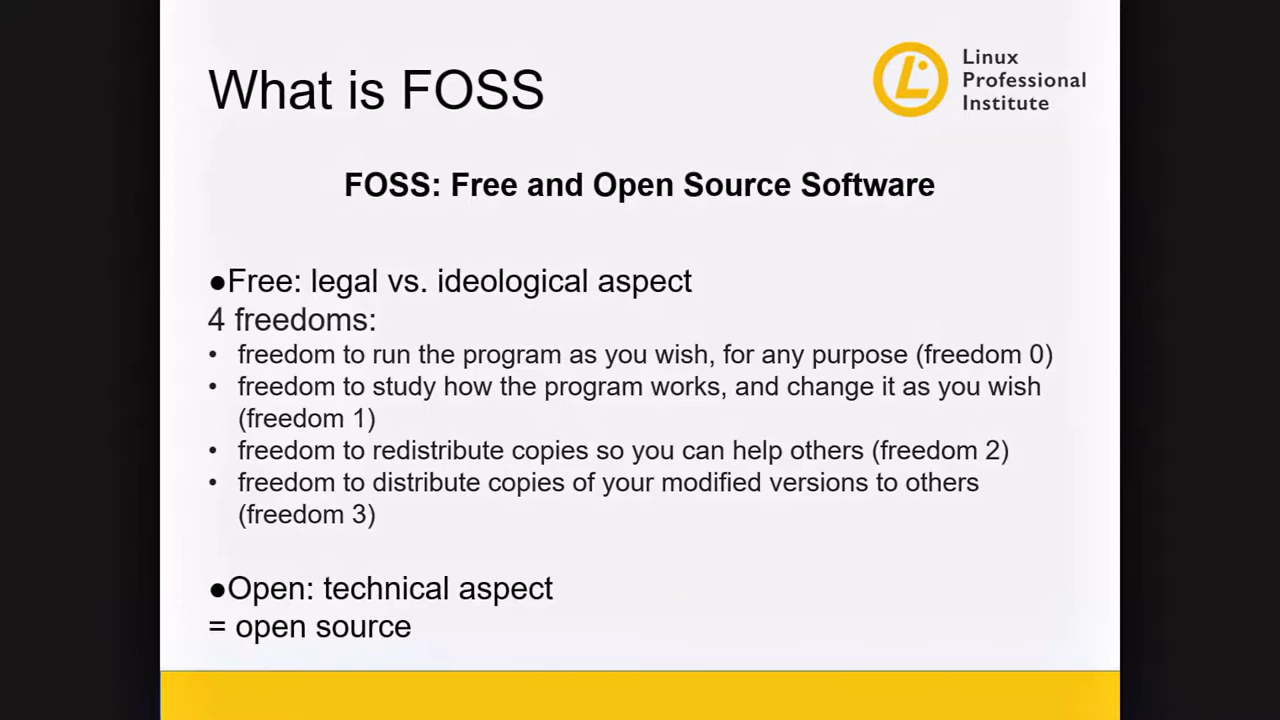 What is FOSS
Linux
Professional
Institute
FOSS: Free and Open Source Software
●Free: legal vs. ideological aspect
4 freedoms:
• freedom to run the program as you wish, for any purpose (freedom 0)
• freedom to study how the program works, and change it as you wish
(freedom 1)
• freedom to redistribute copies so you can help others (freedom 2)
• freedom to distribute copies of your modified versions to others
(freedom 3)
●Open: technical aspect
= open source